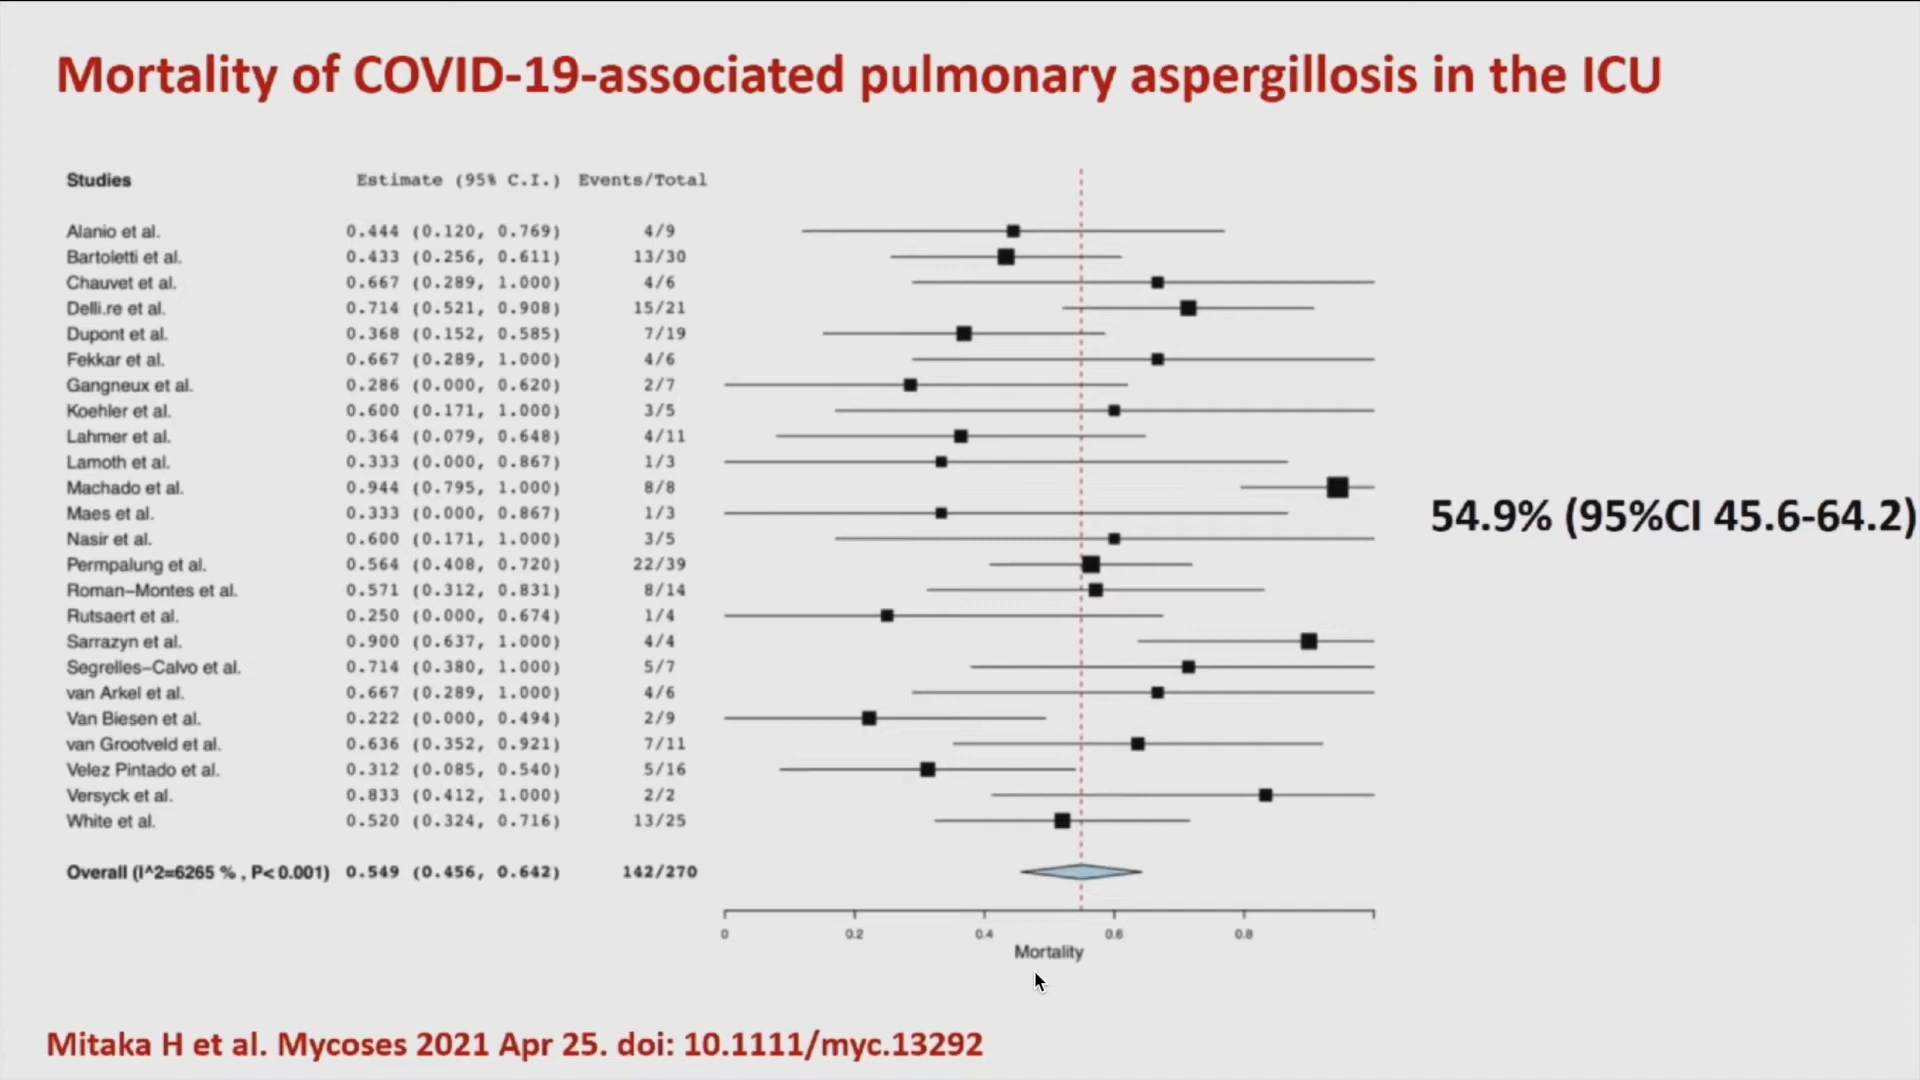 Mortality of COVID-19-associated pulmonary aspergillosis in the ICU
Studies Estimate (95% C.I.) Events/Total
Alanio et al. 0.444 (0.120, 0.769) 4/9
Bartoletti et al. 0.433 (0.256, 0.611) 13/30
Chauvet et al. 0.667 (0.289, 1.000) 4/6
Delli.re et al. 0.714 (0.521, 0.908) 15/21
Dupont et al. 0.368 (0.152, 0.585) 7/19
Fekkar et al. 0.667 (0.289, 1.000) 4/6
Gangneux et al. 0.286 (0.000, 0.620) 2/7
Koehler et al. 0.600 (0.171, 1.000) 3/5
Lahmer et al. 0.364 (0.079, 0.648) 4/11
Lamoth et al. 0.333 (0.000, 0.867) 1/3
Machado et al. 0.944 (0.795, 1.000) 8/8
Maes et al. 0.333 (0.000, 0.867) 1/3
Nasir et al. 0.600 (0.171, 1.000) 3/5
Permpalung et al. 0.564 (0.408, 0.720) 22/39
Roman–Montes et al. 0.571 (0.312, 0.831) 8/14
Rutsaert et al. 0.250 (0.000, 0.674) 1/4
Sarrazyn et al. 0.900 (0.637, 1.000) 4/4
Segrelles–Calvo et al. 0.714 (0.380, 1.000) 5/7
van Arkel et al. 0.667 (0.289, 1.000) 4/6
Van Biesen et al. 0.222 (0.000, 0.494) 2/9
van Grootveld et al. 0.636 (0.352, 0.921) 7/11
Velez Pintado et al. 0.312 (0.085, 0.540) 5/16
Versyck et al. 0.833 (0.412, 1.000) 2/2
White et al. 0.520 (0.324, 0.716) 13/25
Overall (I^2=6265 % , P< 0.001) 0.549 (0.456, 0.642) 142/270
0 0.2 0.4 0.6 0.8
Mortality
54.9% (95%CI 45.6-64.2)
Mitaka H et al. Mycoses 2021 Apr 25. doi: 10.1111/myc.13292